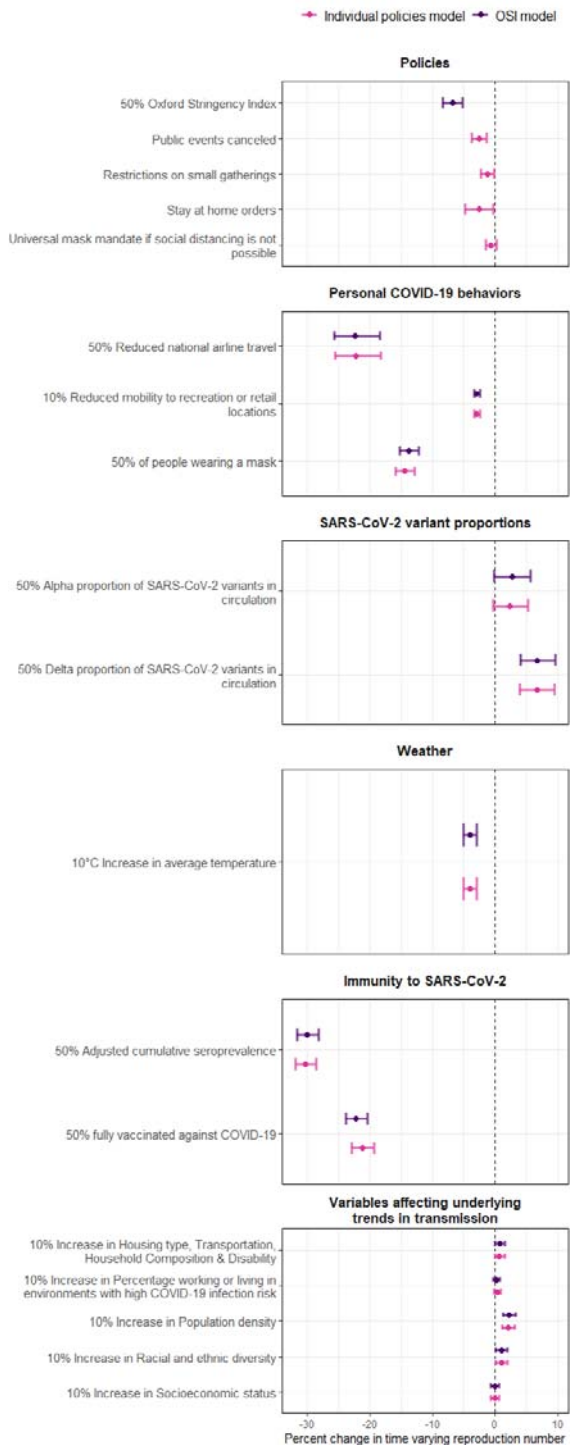 Individual policies model OSI model
Policies
50% Oxford Stringency Index
Public events canceled
Restrictions on small gatherings
Stay at home orders
Universal mask mandate if social distancing is not
possible
Personal COVID-19 behaviors
50% Reduced national airline travel
10% Reduced mobility to recreation or retail
locations
50% of people wearing a mask
SARS-CoV-2 variant proportions
50% Alpha proportion of SARS-CoV-2 variants in
circulation
50% Delta proportion of SARS-CoV-2 variants in
circulation
Weather
10°C Increase in average temperature
Immunity to SARS-CoV-2
50% Adjusted cumulative seroprevalence
50% fully vaccinated against COVID-19
Variables affecting underlying
trends in transmission
10% Increase in Housing type, Transportation,
Household Composition & Disability
10% Increase in Percentage working or living in
environments with high COVID-19 infection risk
10% Increase in Population density
10% Increase in Racial and ethnic diversity
10% Increase in Socioeconomic status
-30 -20 -10 0 10
Percent change in time varying reproduction number